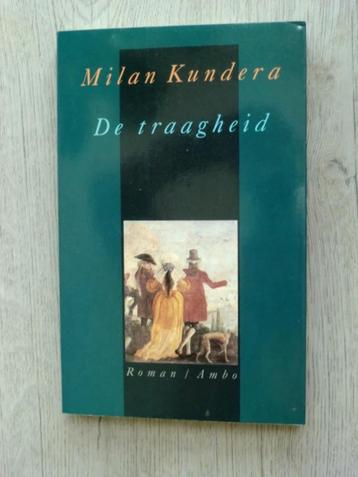 Milan Kundera
De traagheid
Roman / Ambo